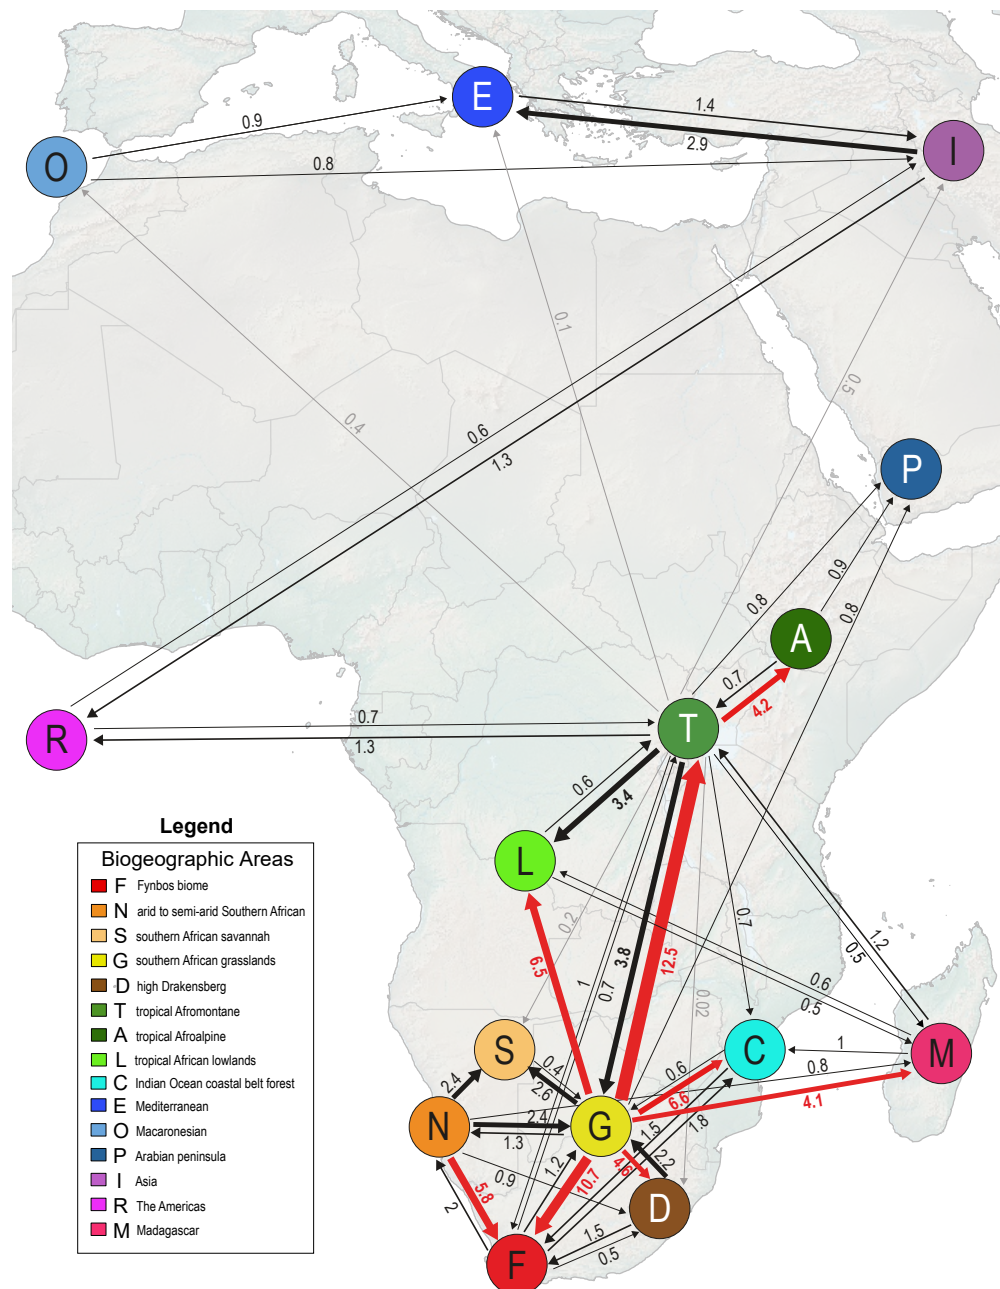 E
1.4
0.9
I
2.9
O
0.8
0.1
0.5
0.4
0.6
1.3
P
0.9
0.8
0.8
A
0.7
4.2
T
0.7
R
1.3
0.6
3.4
L
0.7
0.2
1.2
0.5
3.8
12.5
6.5
1
0.7
0.02
0.6
0.5
S
C
1
M
0.4
0.6
0.8
2.4
2.6
6.6
4.1
N
2.4
G
1.5
1.8
1.3
1.2
4.6
2.2
0.9
10.7
5.8
D
2
1.5
0.5
F
Legend
Biogeographic Areas
F Fynbos biome
N arid to semi-arid Southern African
S southern African savannah
G southern African grasslands
D high Drakensberg
T tropical Afromontane
A tropical Afroalpine
L tropical African lowlands
C Indian Ocean coastal belt forest
E Mediterranean
O Macaronesian
P Arabian peninsula
I Asia
R The Americas
M Madagascar